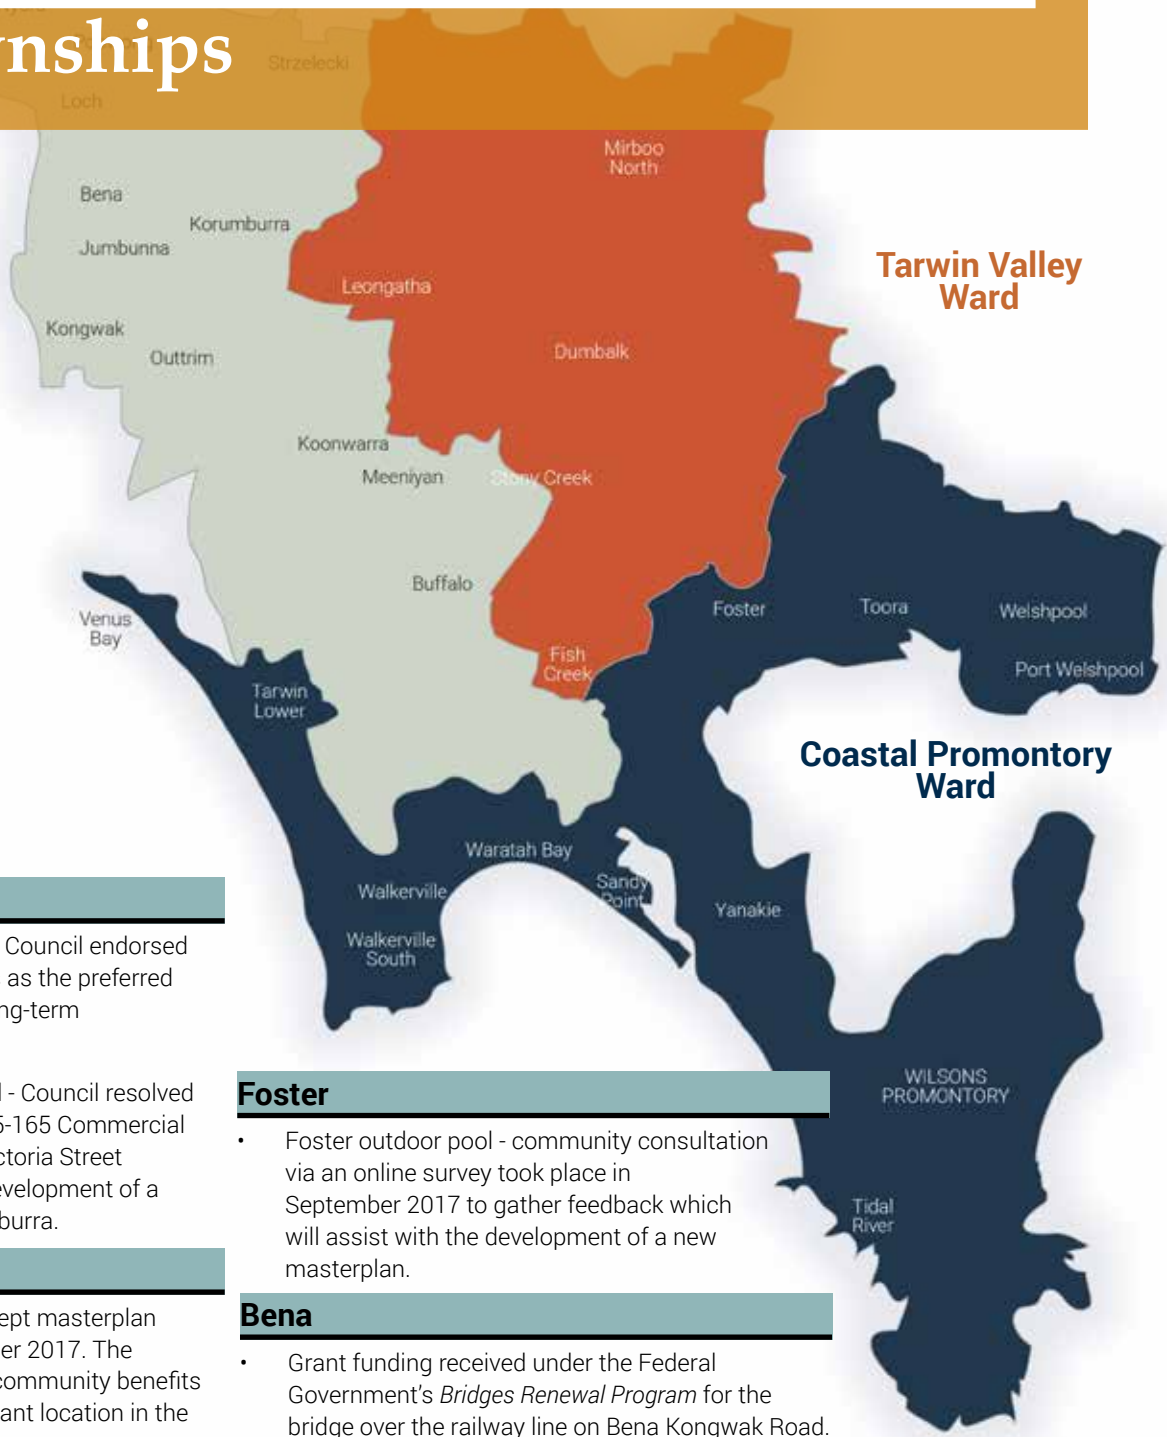 nships
Strzelecki
Loch
Mirboo
North
Bena
Korumburra
Jumbunna
Tarwin Valley
Ward
Leongatha
Kongwak
Outtrim
Dumbalk
Koonwarra
Meeniyan
Stony Creek
Buffalo
Venus
Bay
Foster
Toora
Welshpool
Fish
Creek
Port Welshpool
Tarwin
Lower
Coastal Promontory
Ward
Waratah Bay
Walkerville
Sandy
Point
Yanakie
Walkerville
South
WILSONS
PROMONTORY
Tidal
River
Council endorsed
as the preferred
ng-term
l - Council resolved
5-165 Commercial
ctoria Street
evelopment of a
burra.
ept masterplan
er 2017. The
community benefits
ant location in the
Foster
• Foster outdoor pool - community consultation
via an online survey took place in
September 2017 to gather feedback which
will assist with the development of a new
masterplan.
Bena
• Grant funding received under the Federal
Government's Bridges Renewal Program for the
bridge over the railway line on Bena Kongwak Road.